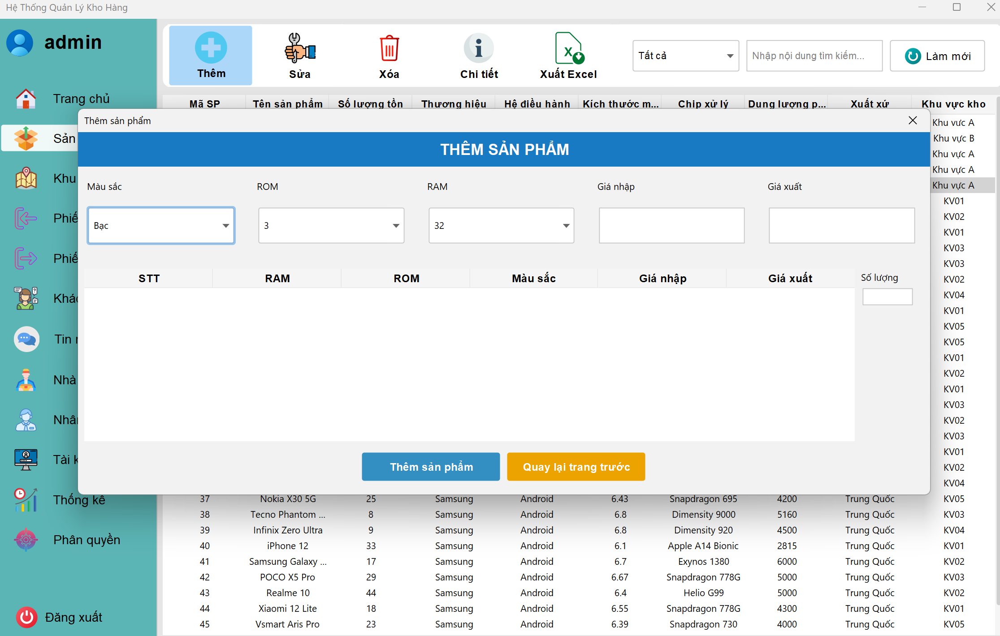 Hệ Thống Quản Lý Kho Hàng
admin
Thêm
Sửa
Xóa
Chi tiết
Xuất Excel
Tất cả
Nhập nội dung tìm kiếm...
Làm mới
Trang chủ
Sản
Khu
Phiế
Phiế
Khác
Tin n
Nhà
Nhân
Tài k
Thống kê
Phân quyền
Đăng xuất
Mã SP Tên sản phẩm Số lượng tồn Thương hiệu Hệ điều hành Kích thước m... Chip xử lý Dung lượng p... Xuất xứ Khu vực kho
Khu vực A
Khu vực B
Khu vực A
Khu vực A
Khu vực A
KV01
KV02
KV01
KV03
KV03
KV02
KV04
KV01
KV05
KV05
KV01
KV02
KV01
KV03
KV02
KV03
KV01
KV02
KV04
Thêm sản phẩm
THÊM SẢN PHẨM
Màu sắc ROM RAM Giá nhập Giá xuất
Bạc 3 32
STT RAM ROM Màu sắc Giá nhập Giá xuất Số lượng
Thêm sản phẩm Quay lại trang trước
37 Nokia X30 5G 25 Samsung Android 6.43 Snapdragon 695 4200 Trung Quốc KV05
38 Tecno Phantom ... 8 Samsung Android 6.8 Dimensity 9000 5160 Trung Quốc KV03
39 Infinix Zero Ultra 9 Samsung Android 6.8 Dimensity 920 4500 Trung Quốc KV04
40 iPhone 12 33 Samsung Android 6.1 Apple A14 Bionic 2815 Trung Quốc KV01
41 Samsung Galaxy ... 17 Samsung Android 6.7 Exynos 1380 6000 Trung Quốc KV02
42 POCO X5 Pro 29 Samsung Android 6.67 Snapdragon 778G 5000 Trung Quốc KV03
43 Realme 10 44 Samsung Android 6.4 Helio G99 5000 Trung Quốc KV02
44 Xiaomi 12 Lite 18 Samsung Android 6.55 Snapdragon 778G 4300 Trung Quốc KV01
45 Vsmart Aris Pro 23 Samsung Android 6.39 Snapdragon 730 4000 Trung Quốc KV05